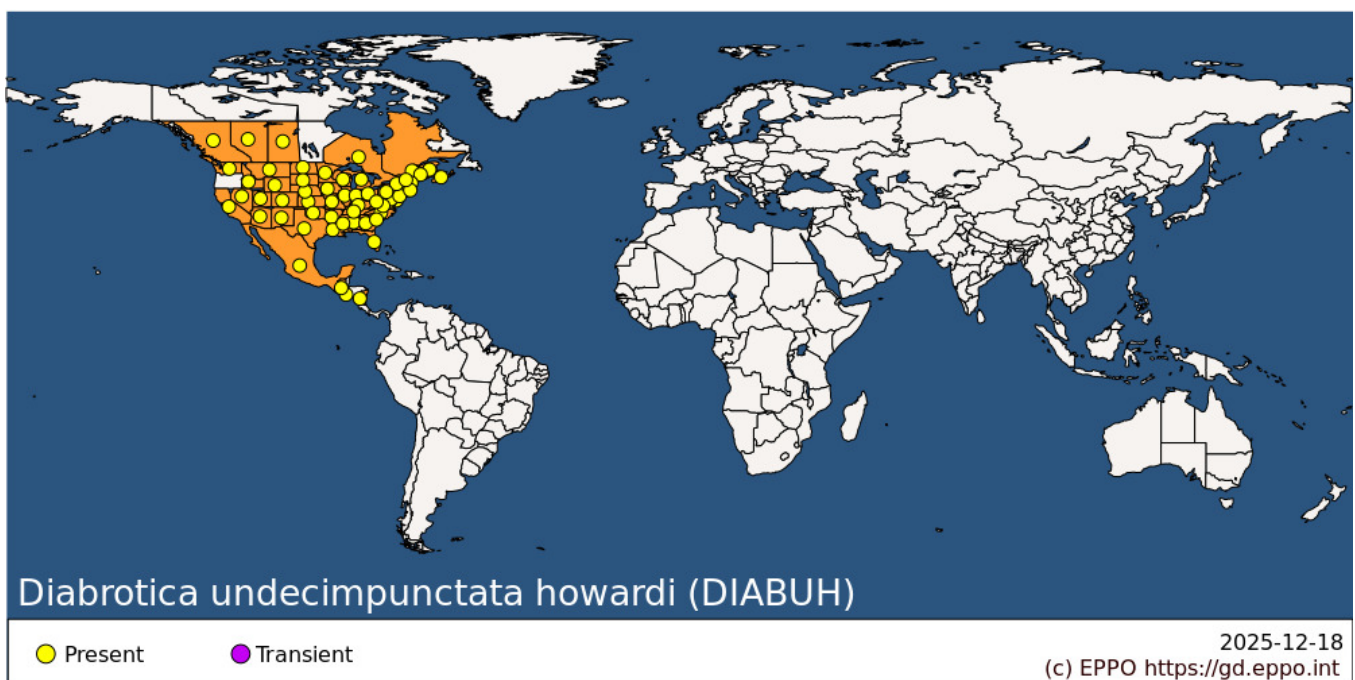 Diabrotica undecimpunctata howardi (DIABUH)
Present
Transient
2025-12-18
(c) EPPO https://gd.eppo.int